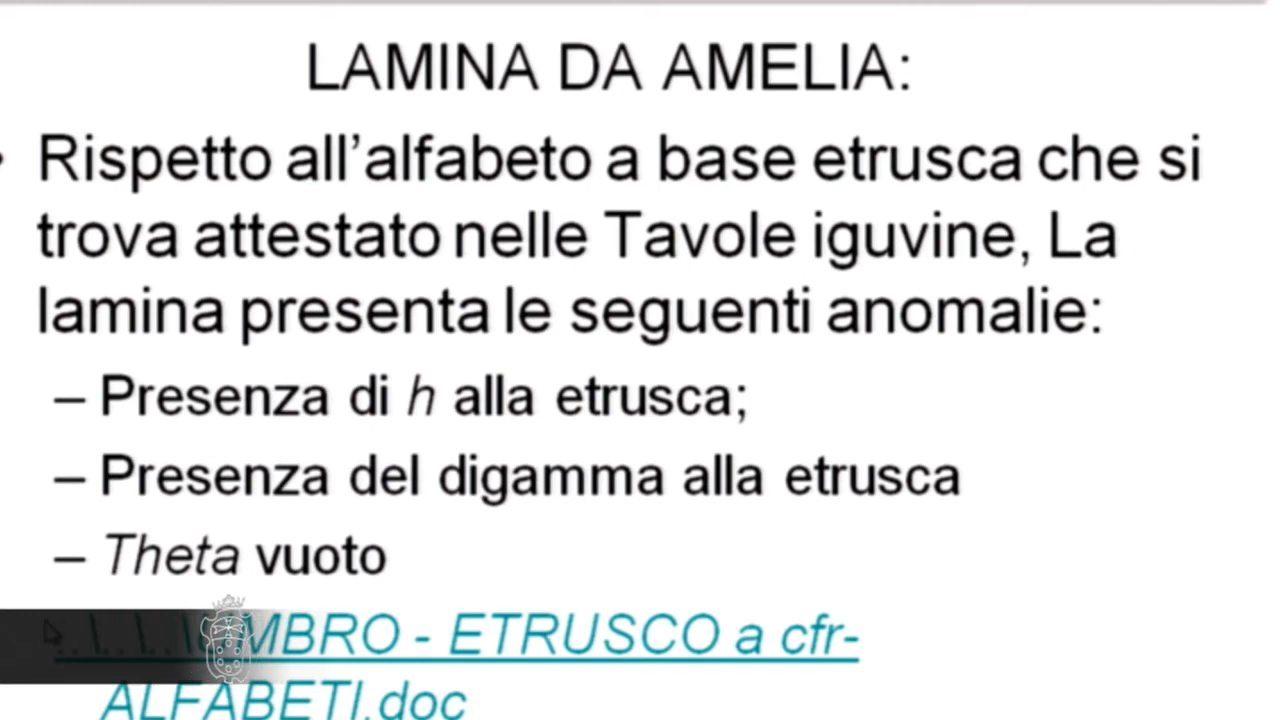 LAMINA DA AMELIA:
Rispetto all’alfabeto a base etrusca che si
trova attestato nelle Tavole iguvine, La
lamina presenta le seguenti anomalie:
– Presenza di h alla etrusca;
– Presenza del digamma alla etrusca
– Theta vuoto
UMBRO - ETRUSCO a cfr-
ALFABETI.doc